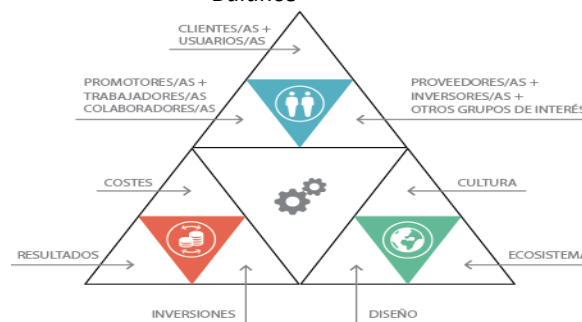 CLIENTES/AS +
USUARIOS/AS
PROMOTORES/AS +
TRABAJADORES/AS
COLABORADORES/AS
PROVEEDORES/AS +
INVERSORES/AS +
OTROS GRUPOS DE INTERÉS
COSTES
CULTURA
RESULTADOS
ECOSISTEMA
INVERSIONES
DISEÑO